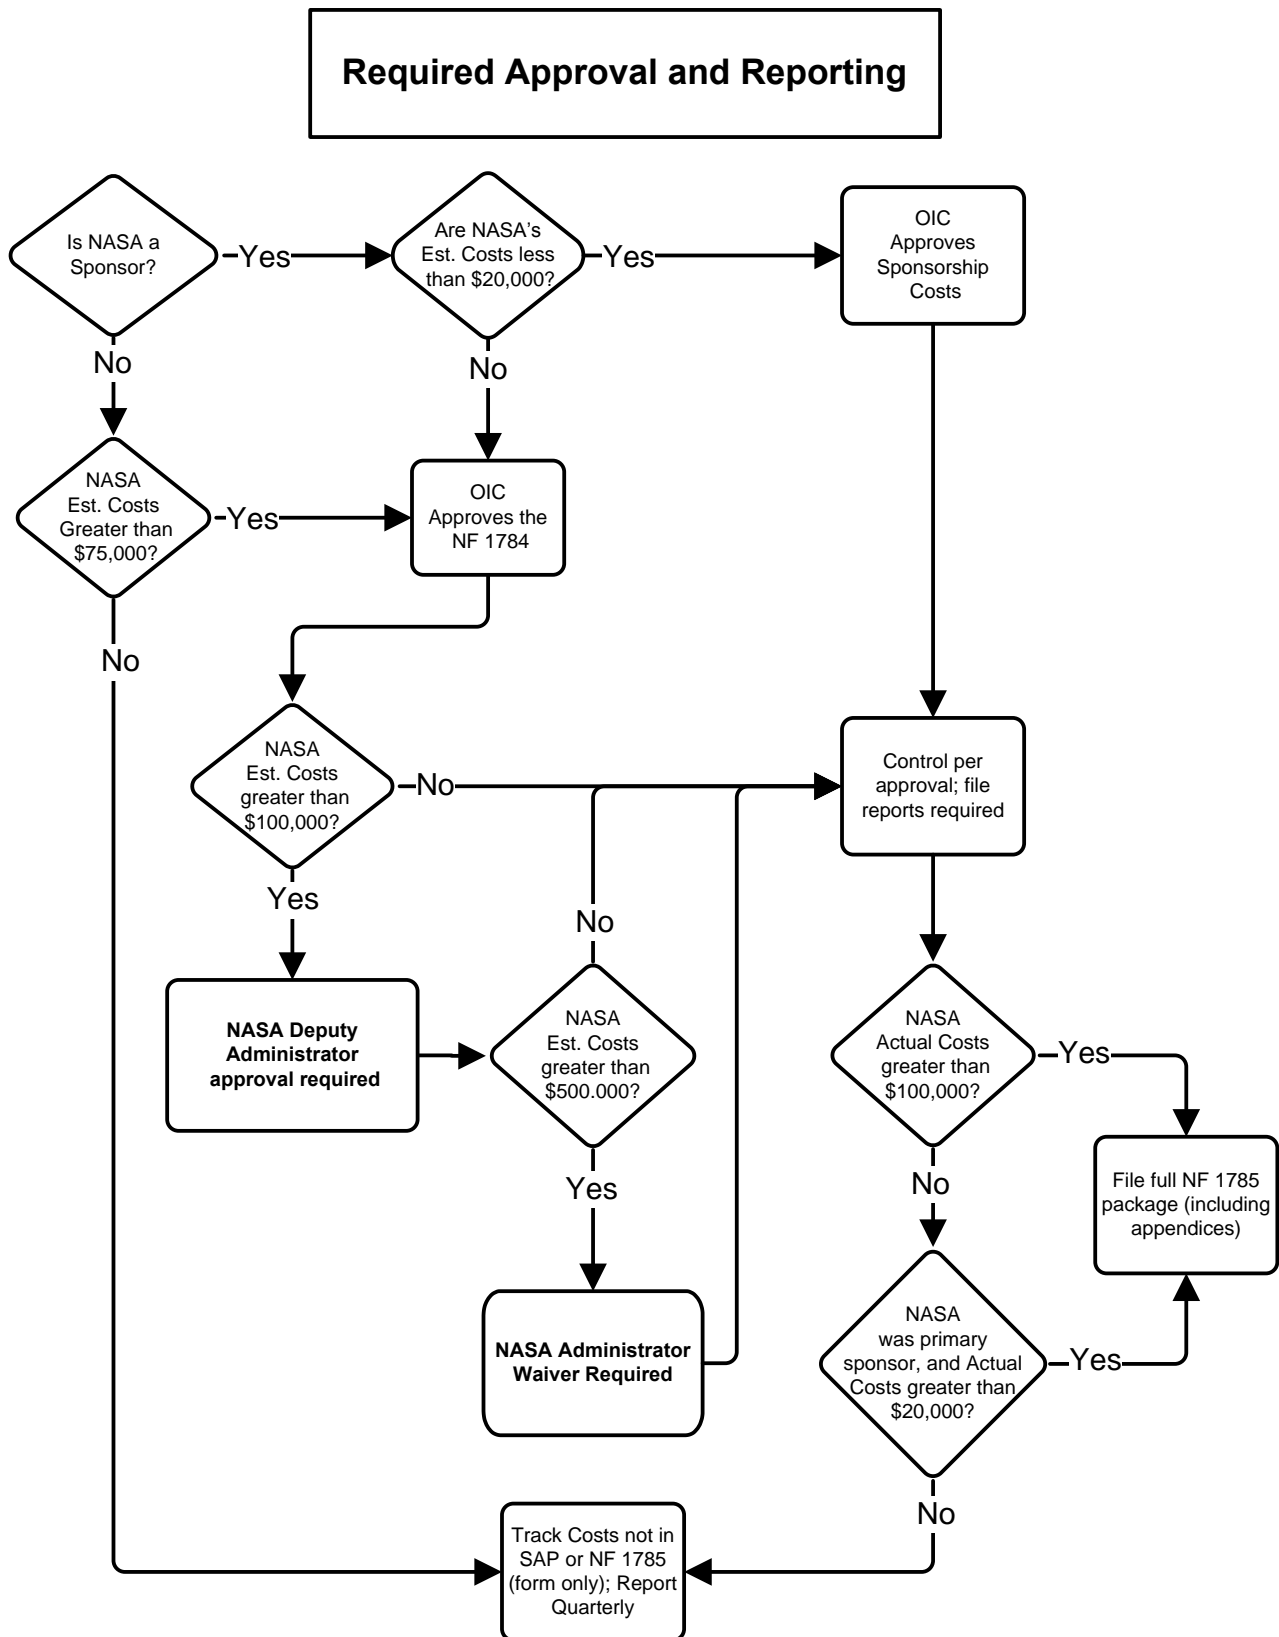 Required Approval and Reporting
Is NASA a
Sponsor?
Yes
Are NASA's
Est. Costs less
than $20,000?
Yes
OIC
Approves
Sponsorship
Costs
No
No
NASA
Est. Costs
Greater than
$75,000?
Yes
OIC
Approves the
NF 1784
No
NASA
Est. Costs
greater than
$100,000?
No
Control per
approval; file
reports required
Yes
No
NASA Deputy
Administrator
approval required
NASA
Est. Costs
greater than
$500.000?
NASA
Actual Costs
greater than
$100,000?
Yes
Yes
No
File full NF 1785
package (including
appendices)
NASA Administrator
Waiver Required
NASA
was primary
sponsor, and Actual
Costs greater than
$20,000?
Yes
No
Track Costs not in
SAP or NF 1785
(form only); Report
Quarterly